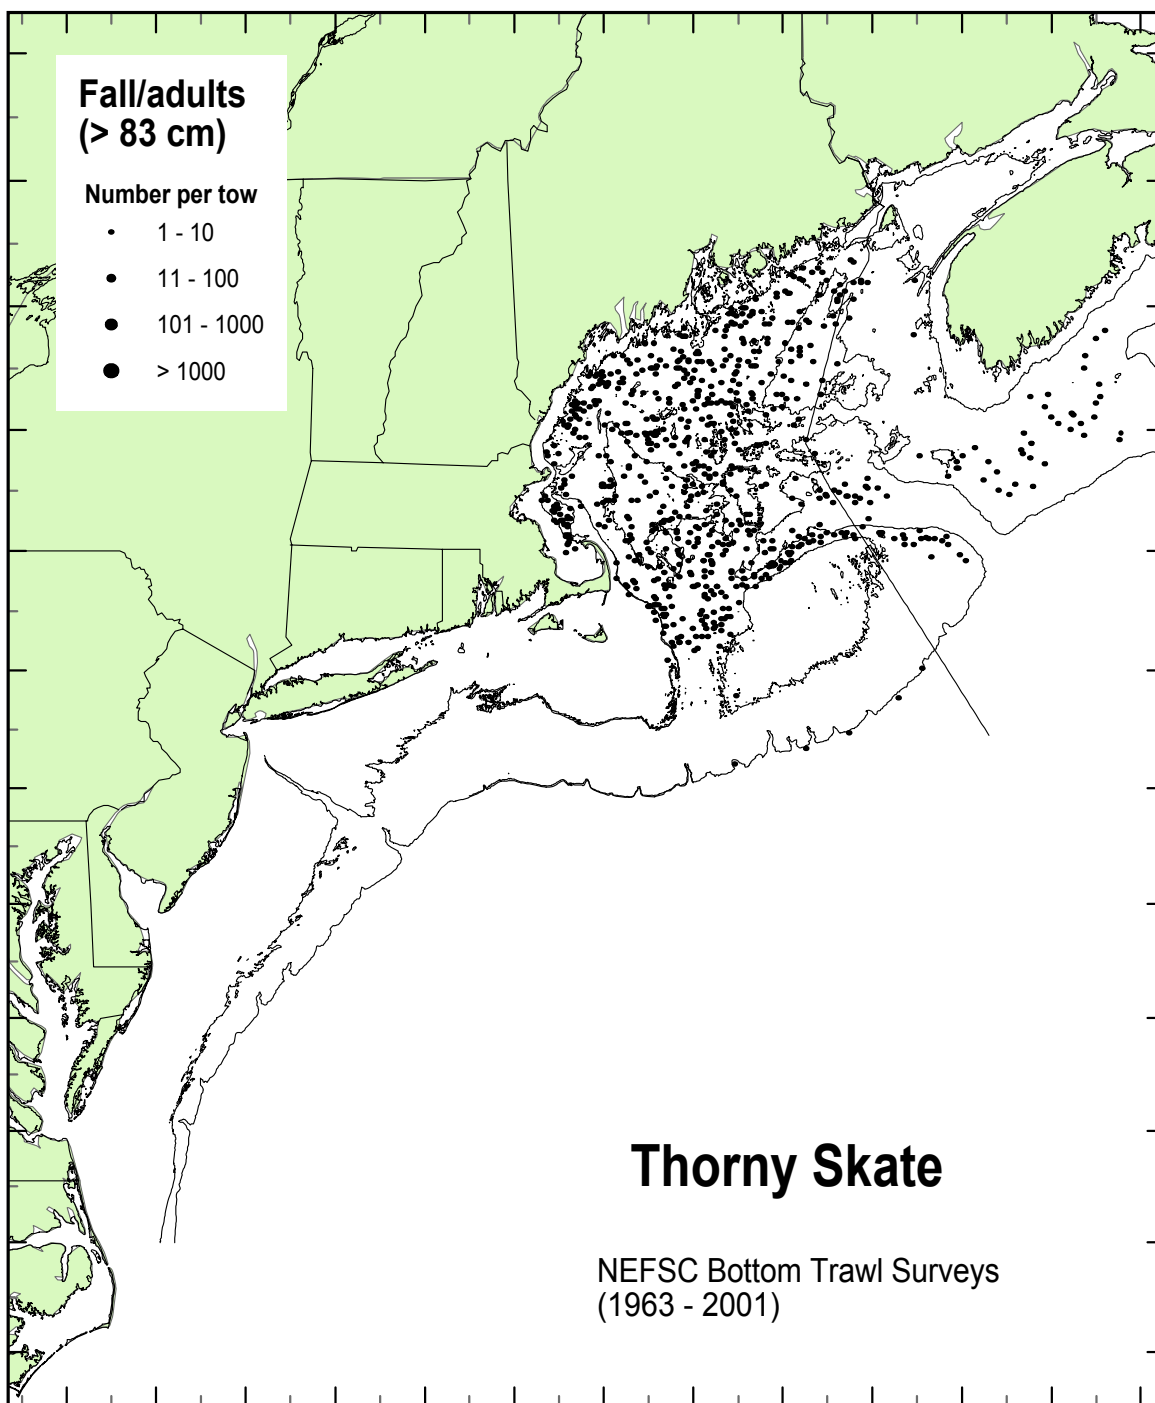 Fall/adults
(> 83 cm)
Number per tow
1 - 10
11 - 100
101 - 1000
> 1000
Thorny Skate
NEFSC Bottom Trawl Surveys
(1963 - 2001)